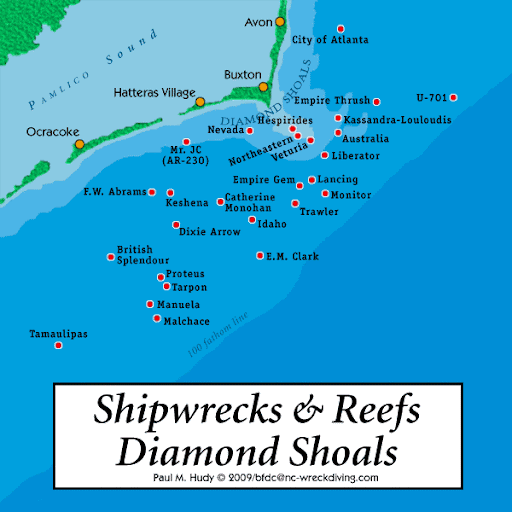 Avon
City of Atlanta
Pamlico Sound
Buxton
DIAMOND SHOALS
Hatteras Village
Empire Thrush
U-701
Hespirides
Kassandra-Louloudis
Ocracoke
Nevada
Australia
Mr. JC
(AR-230)
Northeastern
Veturia
Liberator
Empire Gem
Lancing
F.W. Abrams
Keshena
Catherine
Monohan
Monitor
Trawler
Dixie Arrow
Idaho
British
Splendour
E.M. Clark
Proteus
Tarpon
Manuela
Malchace
100 fathom line
Tamaulipas
Shipwrecks & Reefs
Diamond Shoals
Paul M. Hudy © 2009/bfdc@nc-wreckdiving.com